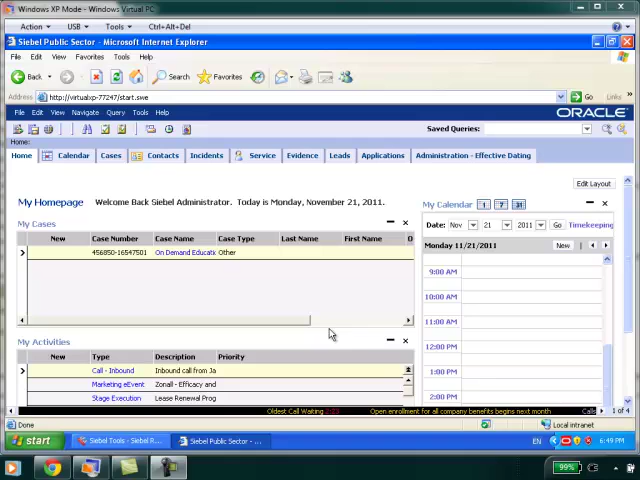 Windows XP Mode - Windows Virtual PC
Action USB Tools Ctrl+Alt+Del
Siebel Public Sector - Microsoft Internet Explorer
File Edit View Favorites Tools Help
Back Search Favorites
Address http://virtualxp-77247/start.swe Go Links
File Edit View Navigate Query Tools Help ORACLE
Saved Queries:
Home:
Home Calendar Cases Contacts Incidents Service Evidence Leads Applications Administration - Effective Dating
Edit Layout
My Homepage Welcome Back Siebel Administrator. Today is Monday, November 21, 2011.
My Calendar 1 7 31
My Cases
Date: Nov 21 2011 Go Timekeeping
New Case Number Case Name Case Type Last Name First Name O
Monday 11/21/2011 New
456850-16547501 On Demand Educatic Other
9:00 AM
10:00 AM
11:00 AM
12:00 PM
1:00 PM
2:00 PM
My Activities
New Type Description Priority
Call - Inbound Inbound call from Ja
Marketing eEvent Zonall - Efficacy and
Stage Execution Lease Renewal Prog
Oldest Call Waiting 2:23 Open enrollment for all company benefits begins next month Calls 1 of 4
Done Local intranet
start Siebel Tools - Siebel R... Siebel Public Sector - ... EN 6:49 PM
99%